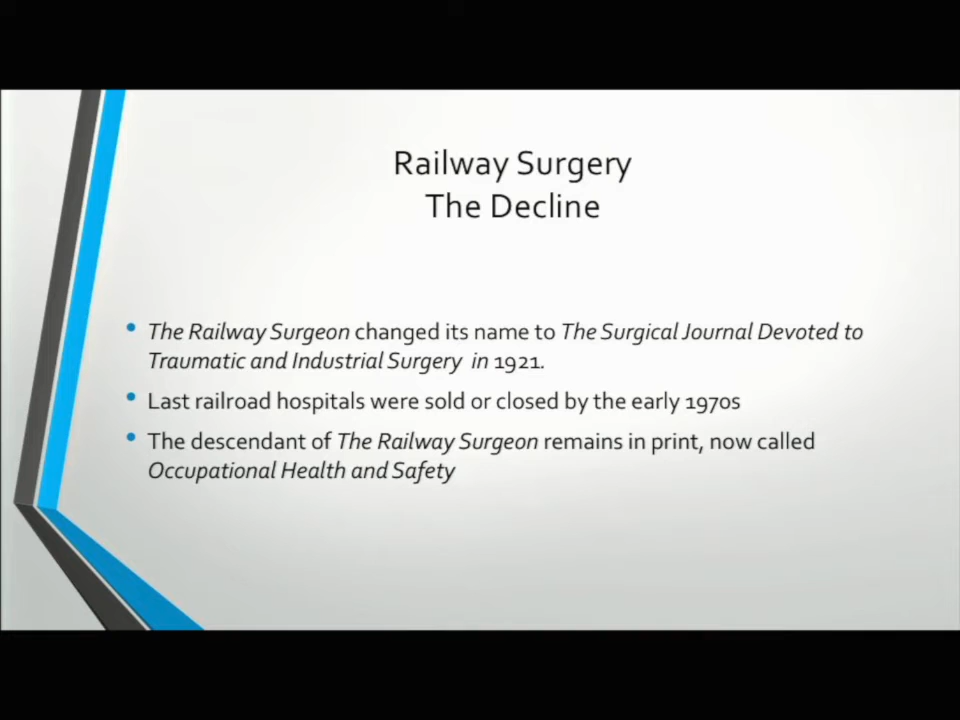 Railway Surgery
The Decline
• The Railway Surgeon changed its name to The Surgical Journal Devoted to
Traumatic and Industrial Surgery in 1921.
• Last railroad hospitals were sold or closed by the early 1970s
• The descendant of The Railway Surgeon remains in print, now called
Occupational Health and Safety